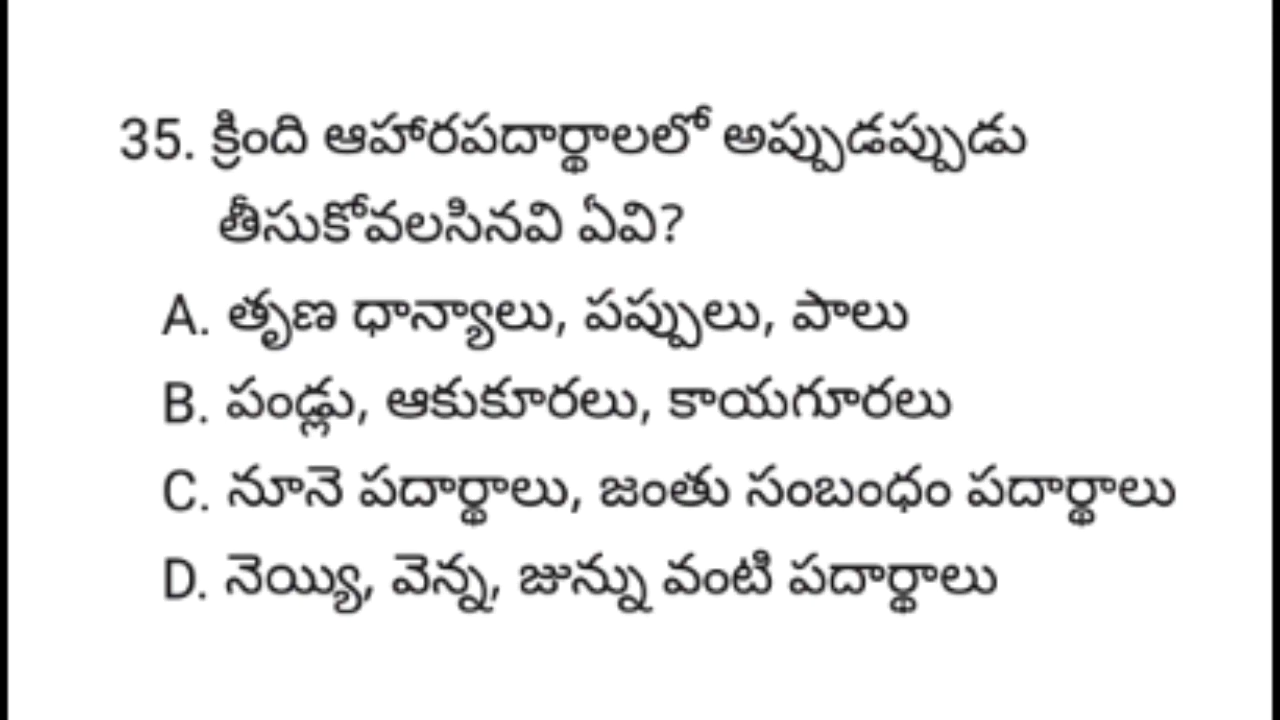 35. క్రింది ఆహారపదార్థాలలో అప్పుడప్పుడు
తీసుకోవలసినవి ఏవి?
A. తృణ ధాన్యాలు, పప్పులు, పాలు
B. పండ్లు, ఆకుకూరలు, కాయగూరలు
C. నూనె పదార్థాలు, జంతు సంబంధం పదార్థాలు
D. నెయ్యి, వెన్న, జున్ను వంటి పదార్థాలు